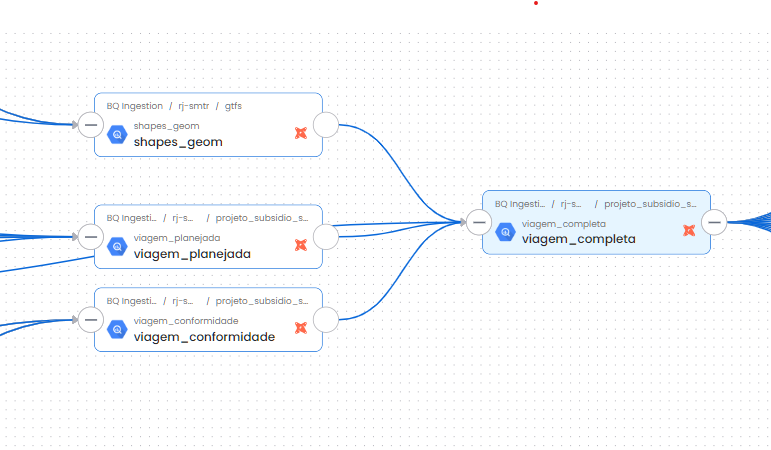 BQ Ingestion / rj-smtr / gtfs
shapes_geom
shapes_geom
BQ Ingesti... / rj-s... / projeto_subsidio_s...
viagem_planejada
viagem_planejada
BQ Ingesti... / rj-s... / projeto_subsidio_s...
viagem_conformidade
viagem_conformidade
BQ Ingesti... / rj-s... / projeto_subsidio_s...
viagem_completa
viagem_completa